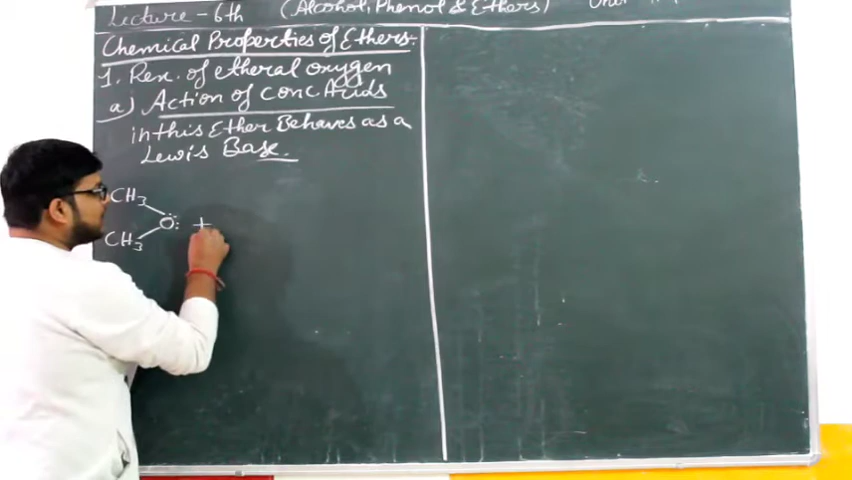 Lecture - 6th (Alcohol, Phenol & Ethers)
Chemical Properties of Ethers:-
1. Rex. of etheral oxygen
a) Action of conc Acids
in this Ether Behaves as a
Lewis Base.
CH3
O: +
CH3